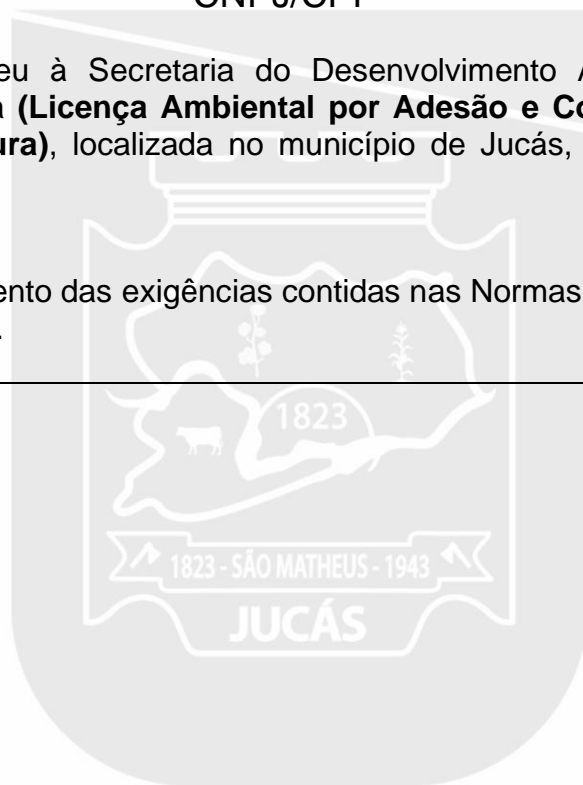 CNPJ/CPF
eu à Secretaria do Desenvolvimento A
a (Licença Ambiental por Adesão e Co
ura), localizada no município de Jucás,
ento das exigências contidas nas Normas
.
1823
1823 - SÃO MATHEUS - 1943
JUCÁS